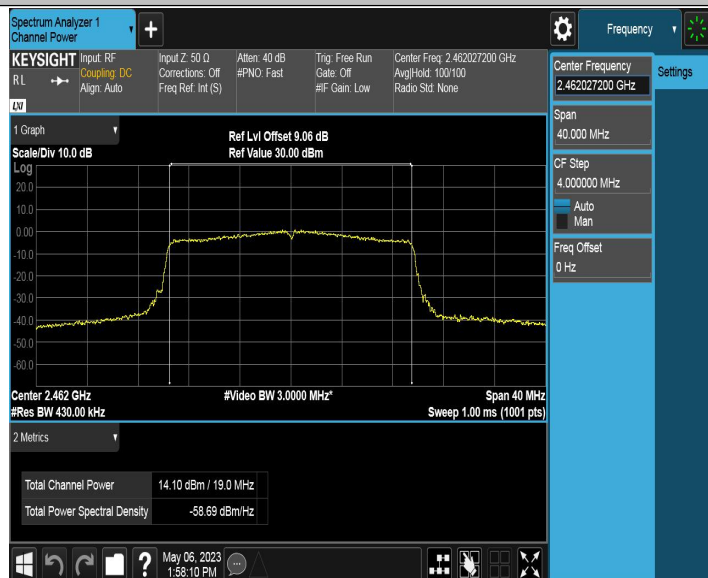 Spectrum Analyzer 1
Channel Power
+
Frequency
KEYSIGHT
RL
LXI
Input: RF
Coupling: DC
Align: Auto
Input Z: 50 Ω
Corrections: Off
Freq Ref: Int (S)
Atten: 40 dB
#PNO: Fast
Trig: Free Run
Gate: Off
#IF Gain: Low
Center Freq: 2.462027200 GHz
Avg|Hold: 100/100
Radio Std: None
Center Frequency
2.462027200 GHz
Settings
Span
40.000 MHz
CF Step
4.000000 MHz
Auto
Man
Freq Offset
0 Hz
1 Graph
Scale/Div 10.0 dB
Ref Lvl Offset 9.06 dB
Ref Value 30.00 dBm
Log
20.0
10.0
0.00
-10.0
-20.0
-30.0
-40.0
-50.0
-60.0
Center 2.462 GHz
#Res BW 430.00 kHz
#Video BW 3.0000 MHz*
Span 40 MHz
Sweep 1.00 ms (1001 pts)
2 Metrics
Total Channel Power 14.10 dBm / 19.0 MHz
Total Power Spectral Density -58.69 dBm/Hz
?
May 06, 2023
1:58:10 PM